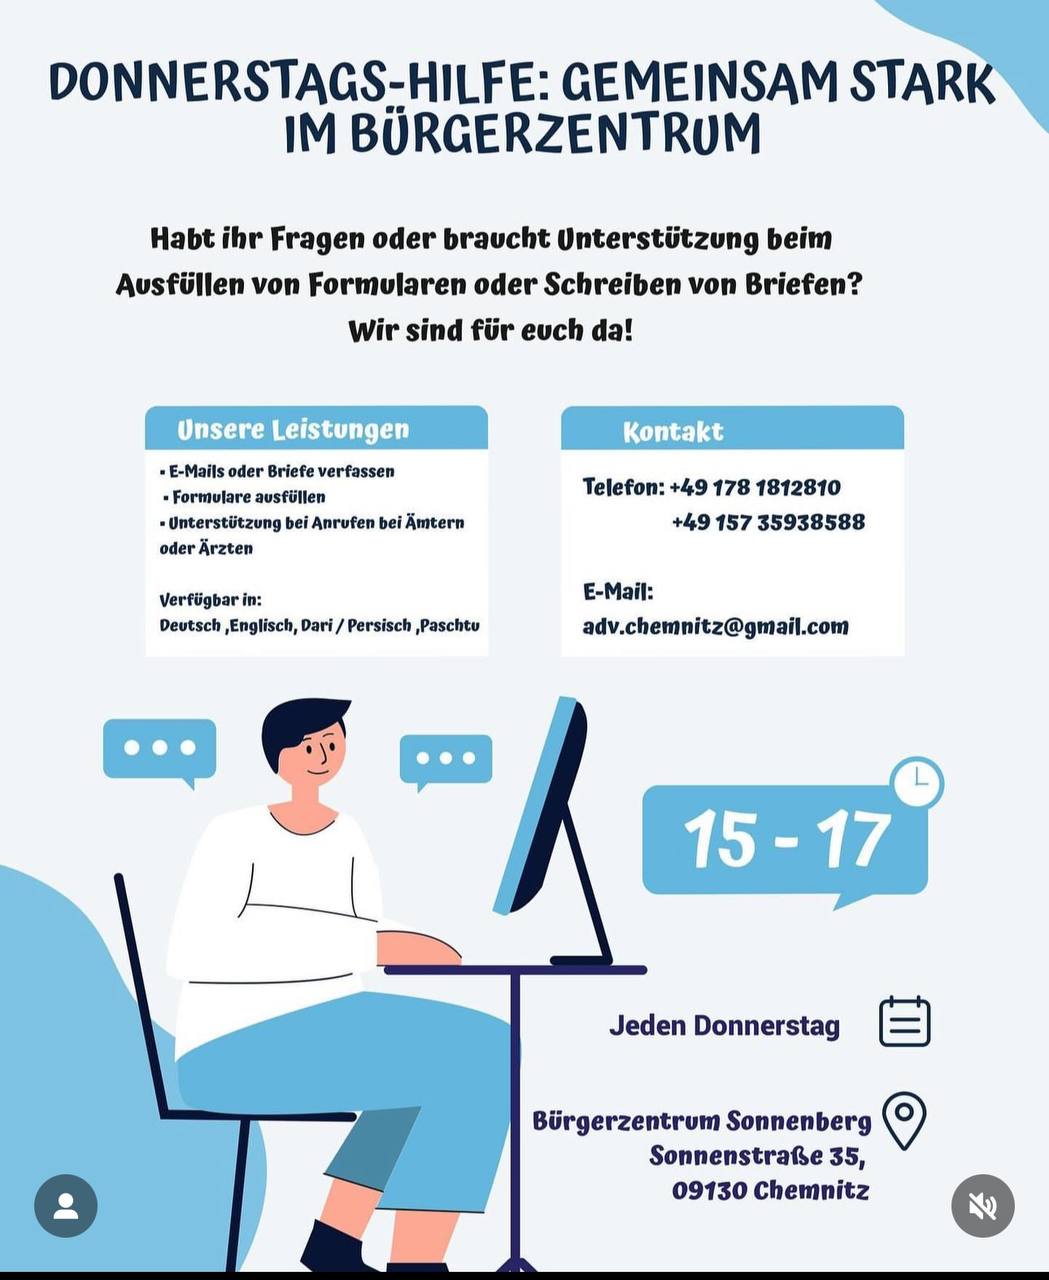 DONNERSTAGS-HILFE: GEMEINSAM STARK
IM BÜRGERZENTRUM
Habt ihr Fragen oder braucht Unterstützung beim
Ausfüllen von Formularen oder Schreiben von Briefen?
Wir sind für euch da!
Unsere Leistungen
• E-Mails oder Briefe verfassen
• Formulare ausfüllen
• Unterstützung bei Anrufen bei Ämtern
oder Ärzten
Verfügbar in:
Deutsch ,Englisch, Dari / Persisch ,Paschtu
Kontakt
Telefon: +49 178 1812810
+49 157 35938588
E-Mail:
adv.chemnitz@gmail.com
15 - 17
Jeden Donnerstag
Bürgerzentrum Sonnenberg
Sonnenstraße 35,
09130 Chemnitz